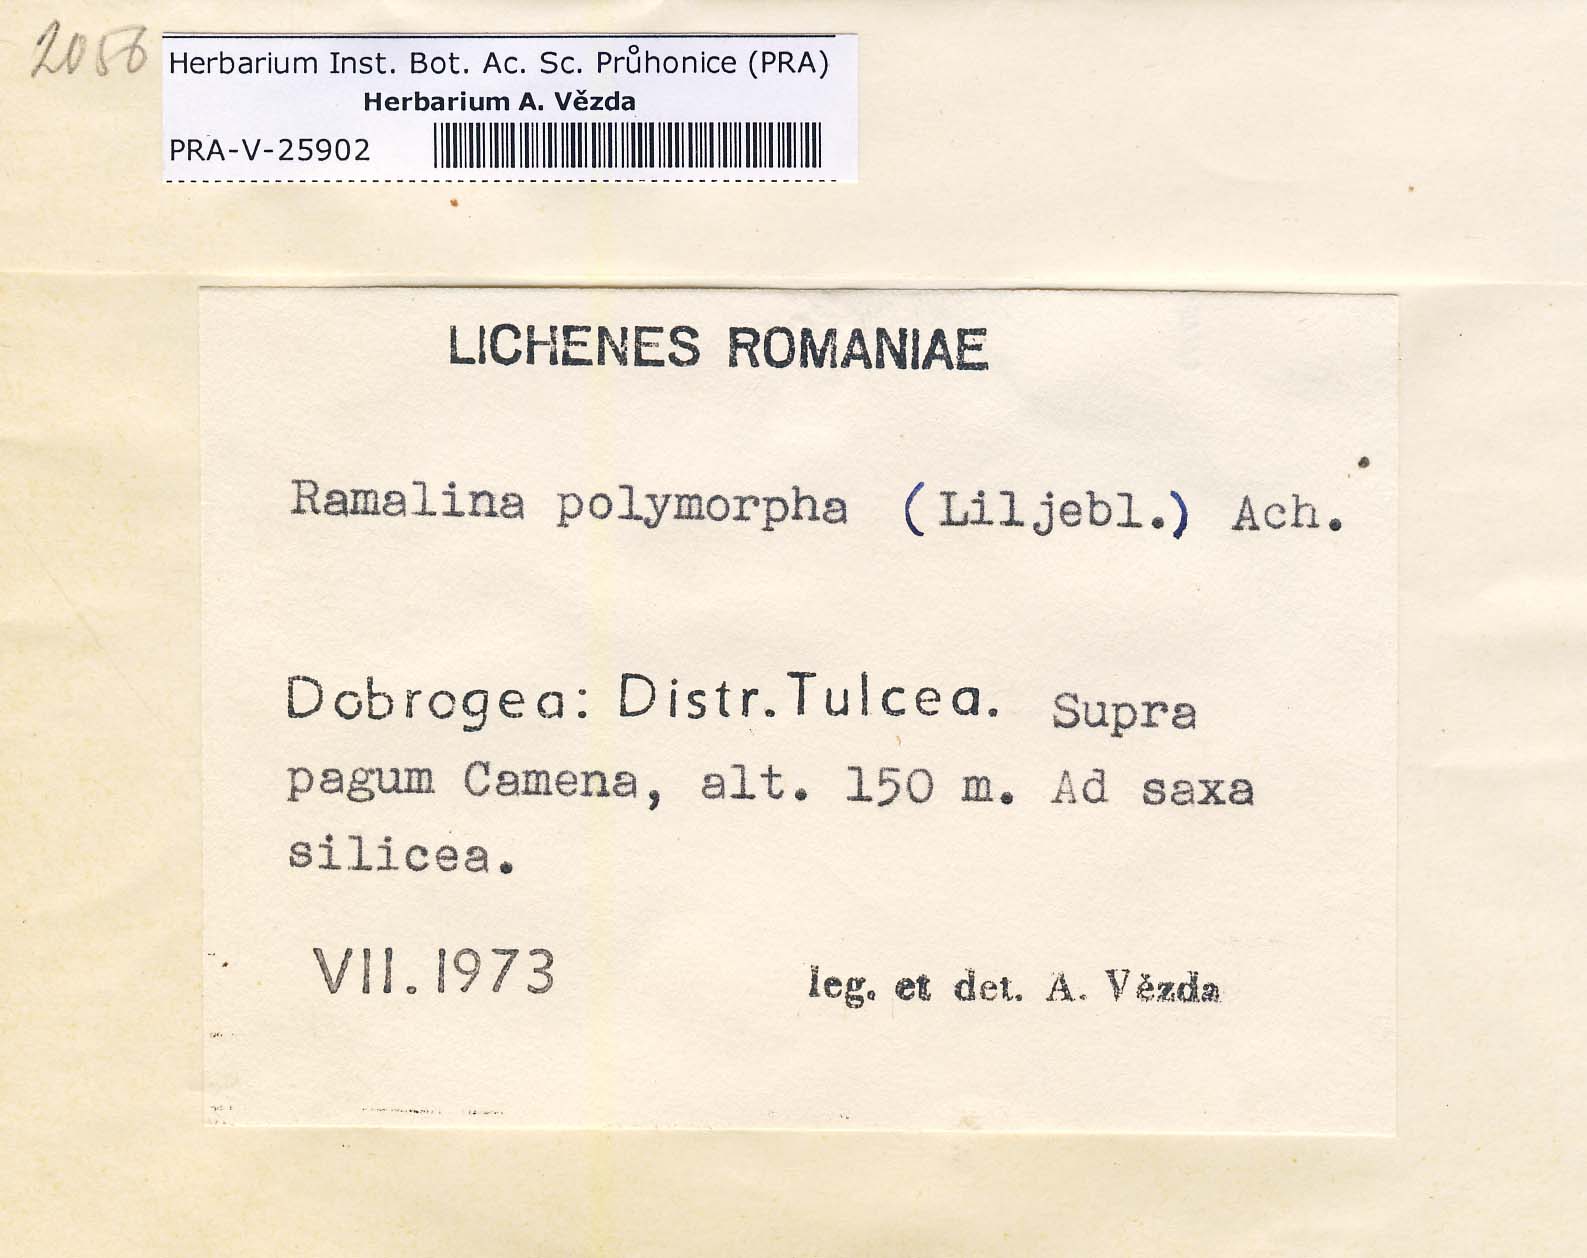 2056
Herbarium Inst. Bot. Ac. Sc. Průhonice (PRA)
Herbarium A. Vězda
PRA-V-25902
LICHENES ROMANIAE
Ramalina polymorpha (Liljebl.) Ach.
Dobrogea: Distr. Tulcea. Supra
pagum Camena, alt. 150 m. Ad saxa
silicea.
VII. 1973
leg. et det. A. Vězda